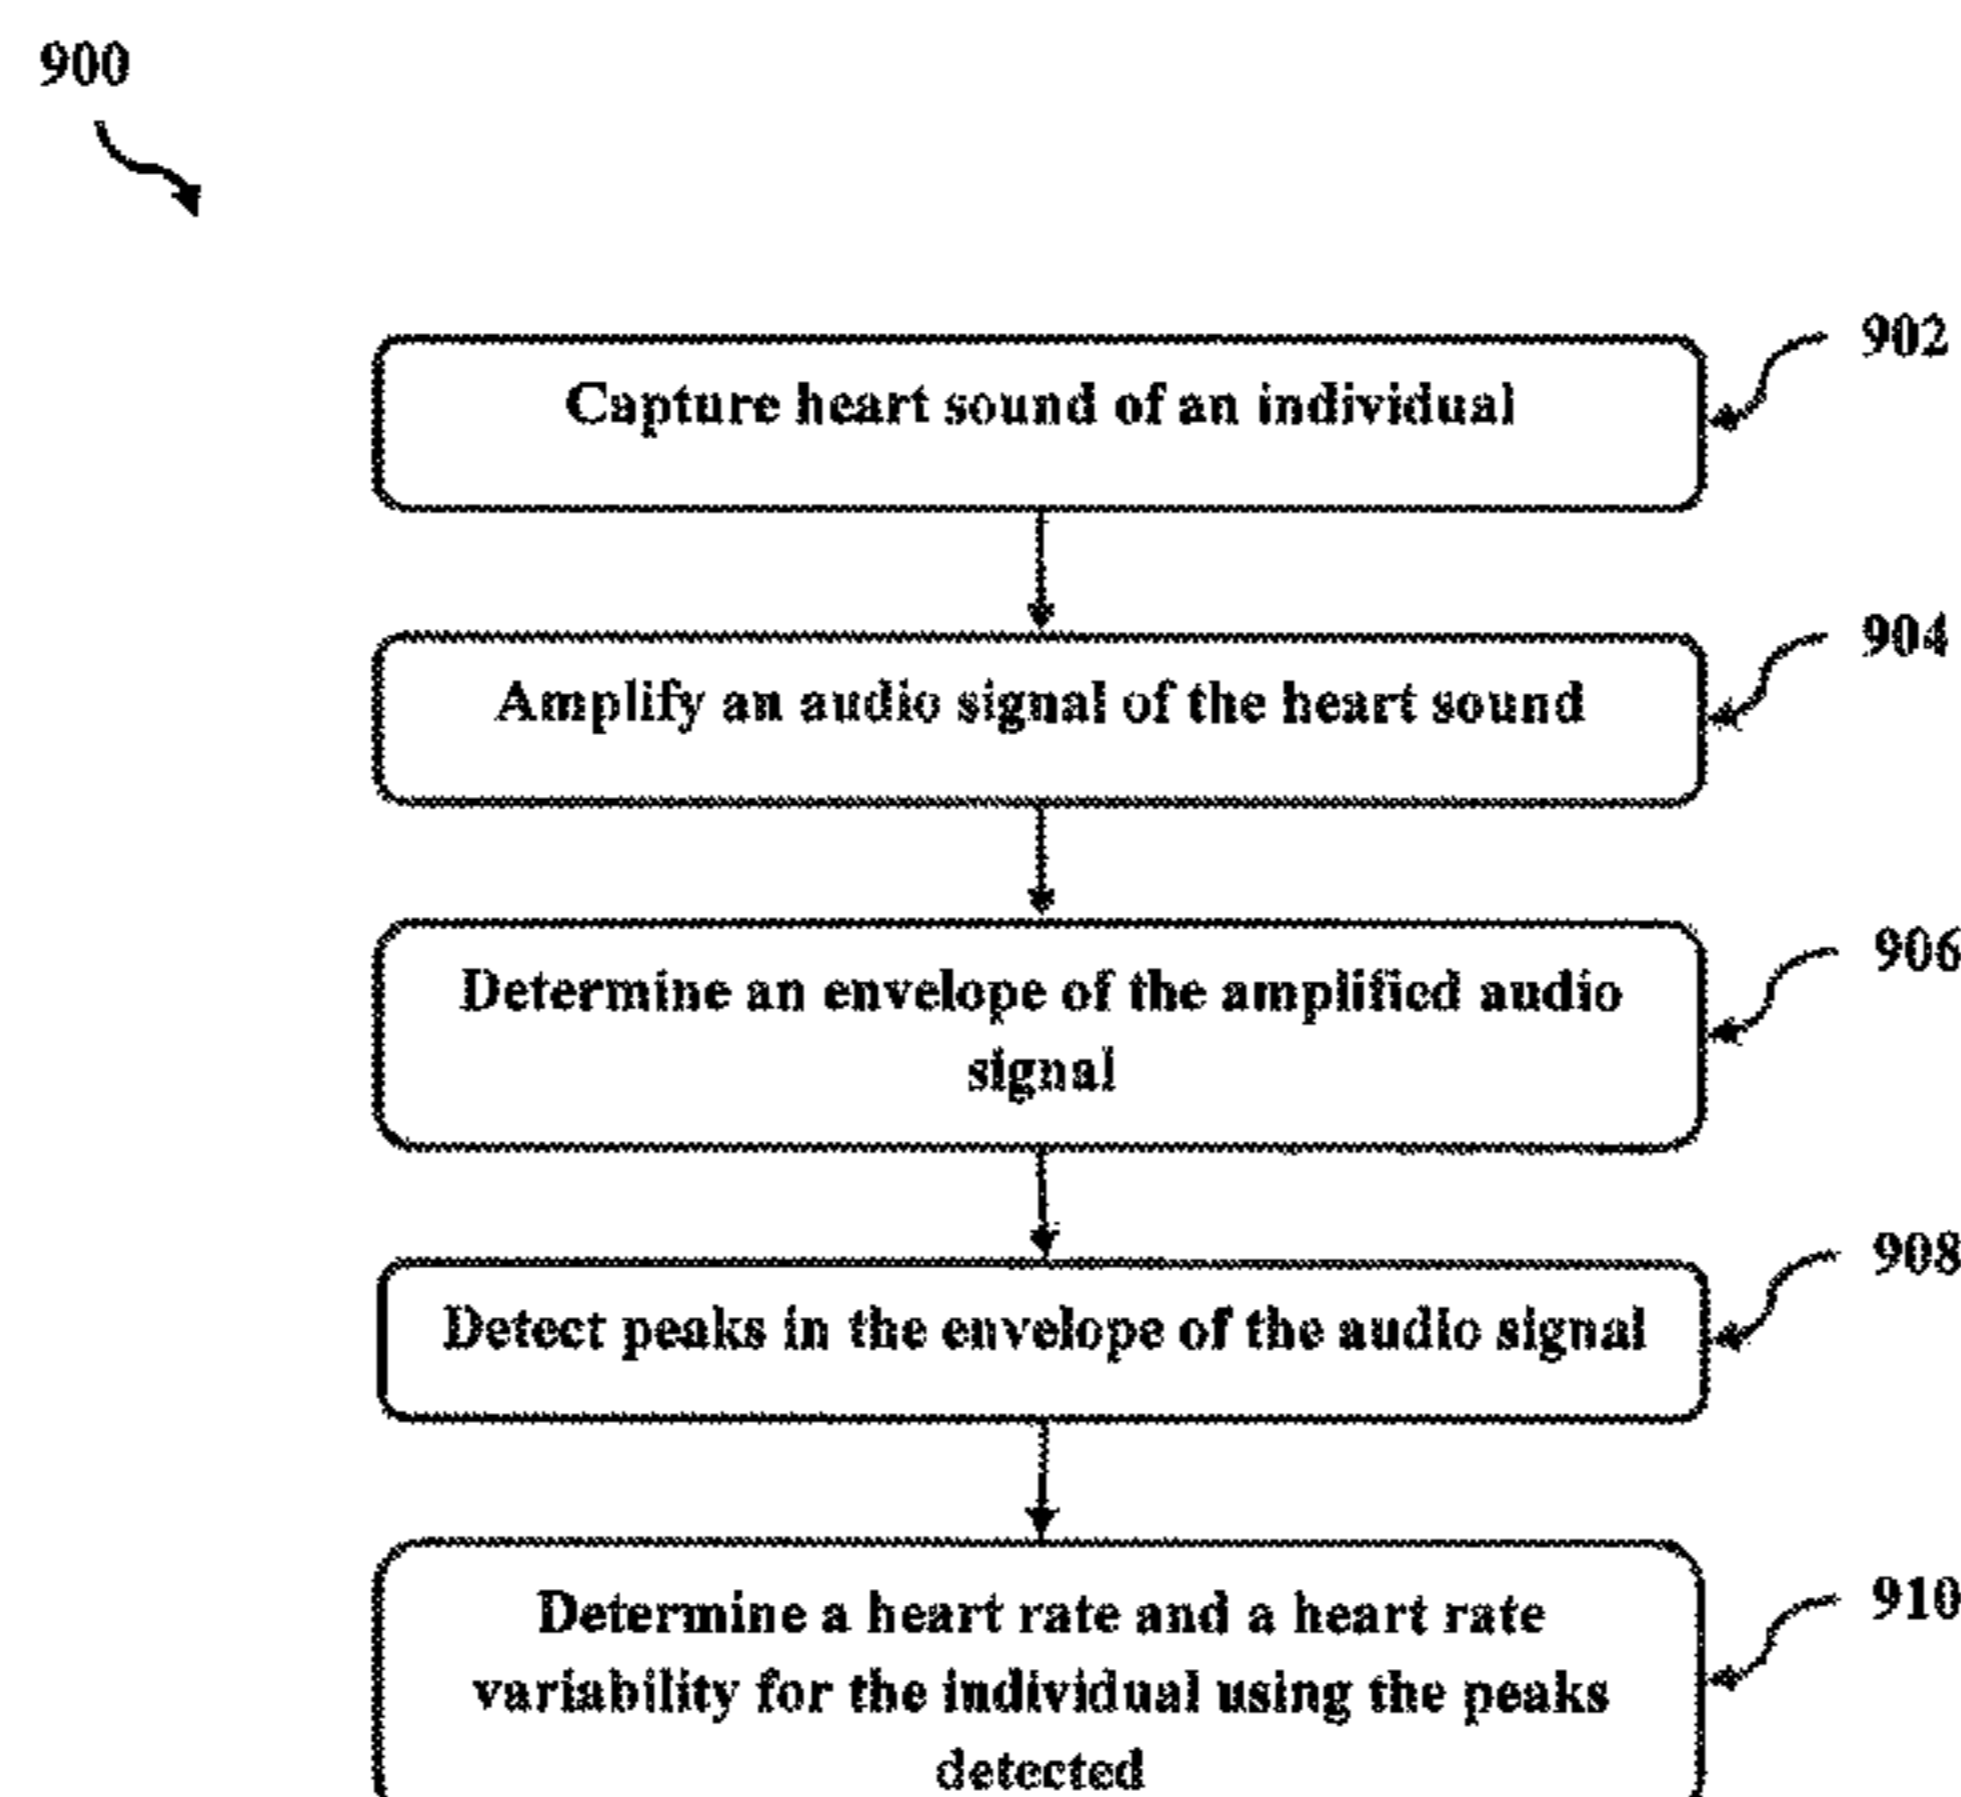 900
902
Capture heart sound of an individual
904
Amplify an audio signal of the heart sound
906
Determine an envelope of the amplified audio
signal
908
Detect peaks in the envelope of the audio signal
910
Determine a heart rate and a heart rate
variability for the individual using the peaks
detected